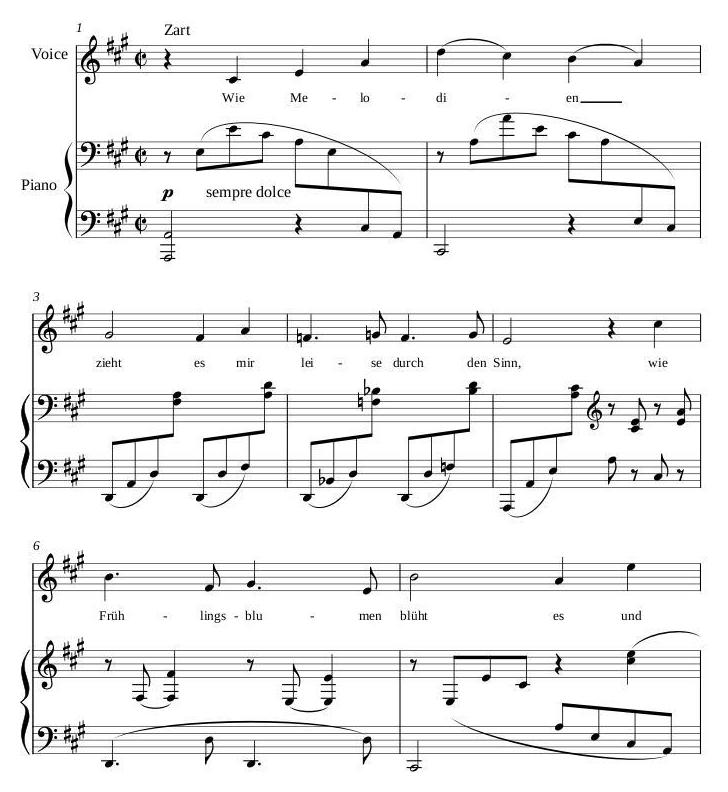 1
Zart
Voice
Wie Me - lo - di - en
Piano
p sempre dolce
3
zieht es mir lei - se durch den Sinn, wie
6
Früh - lings - blu - men blüht es und